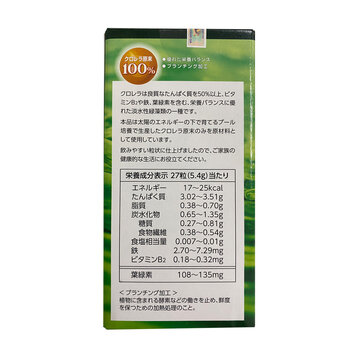 クロレラ原末
100%
●優れた栄養バランス
●ブランチング加工
クロレラは良質なたんぱく質を50%以上、ビタ
ミンB2や鉄、葉緑素を含む、栄養バランスに優
れた淡水性緑藻類の一種です。
本品は太陽のエネルギーの下で育てるプール
培養で生産したクロレラ原末のみを原材料とし
て使用しています。
飲みやすい粒状に仕上げましたので、ご家族の
健康的な生活にお役立てください。
栄養成分表示 27粒(5.4g)当たり
エネルギー 17~25kcal
たんぱく質 3.02~3.51g
脂質 0.38~0.70g
炭水化物 0.65~1.35g
糖質 0.27~0.81g
食物繊維 0.38~0.54g
食塩相当量 0.007~0.01g
鉄 2.70~7.29mg
ビタミンB2 0.18~0.32mg
葉緑素 108~135mg
<ブランチング加工>
植物に含まれる酵素などの働きを止め、鮮度
を保つための加熱処理のこと。